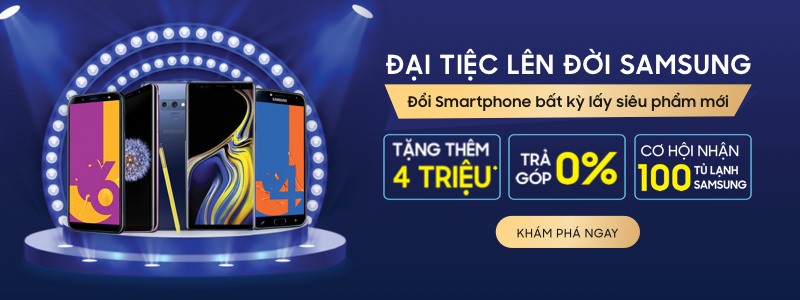 ĐẠI TIỆC LÊN ĐỜI SAMSUNG
Đổi Smartphone bất kỳ lấy siêu phẩm mới
TẶNG THÊM
4 TRIỆU*
TRẢ
GÓP
0%
CƠ HỘI NHẬN
100
TỦ LẠNH
SAMSUNG
KHÁM PHÁ NGAY
SAMSUNG